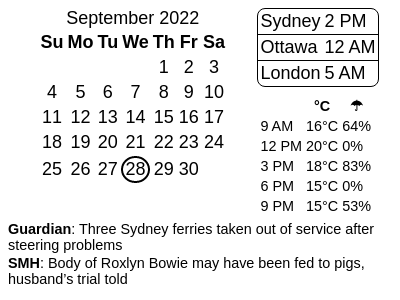 September 2022
Su Mo Tu We Th Fr Sa
1 2 3
4 5 6 7 8 9 10
11 12 13 14 15 16 17
18 19 20 21 22 23 24
25 26 27 28 29 30
Sydney 2 PM
Ottawa 12 AM
London 5 AM
°C ☂
9 AM 16°C 64%
12 PM 20°C 0%
3 PM 18°C 83%
6 PM 15°C 0%
9 PM 15°C 53%
Guardian: Three Sydney ferries taken out of service after
steering problems
SMH: Body of Roxlyn Bowie may have been fed to pigs,
husband’s trial told